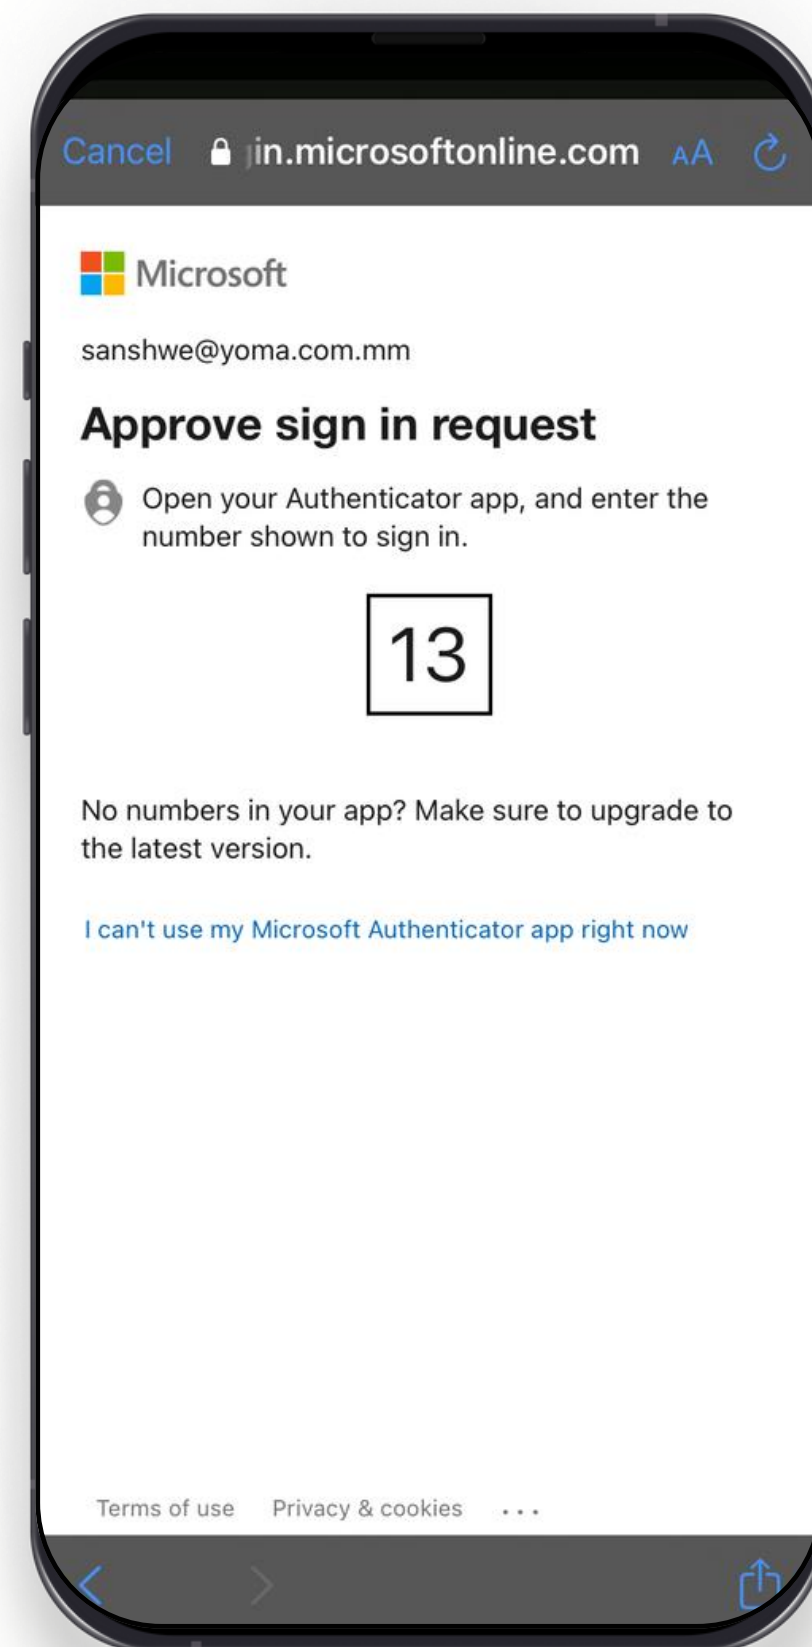 Cancel in.microsoftonline.com AA
Microsoft
sanshwe@yoma.com.mm
Approve sign in request
Open your Authenticator app, and enter the
number shown to sign in.
13
No numbers in your app? Make sure to upgrade to
the latest version.
I can't use my Microsoft Authenticator app right now
Terms of use Privacy & cookies ...